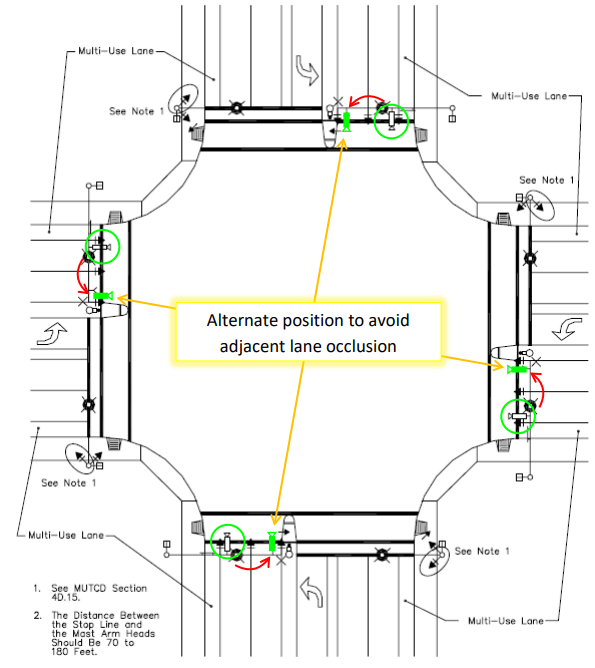 Multi-Use Lane
Multi-Use Lane
See Note 1
See Note 1
Alternate position to avoid
adjacent lane occlusion
See Note 1
Multi-Use Lane
See Note 1
Multi-Use Lane
1. See MUTCD Section
4D.15.
2. The Distance Between
the Stop Line and
the Mast Arm Heads
Should Be 70 to
180 Feet.